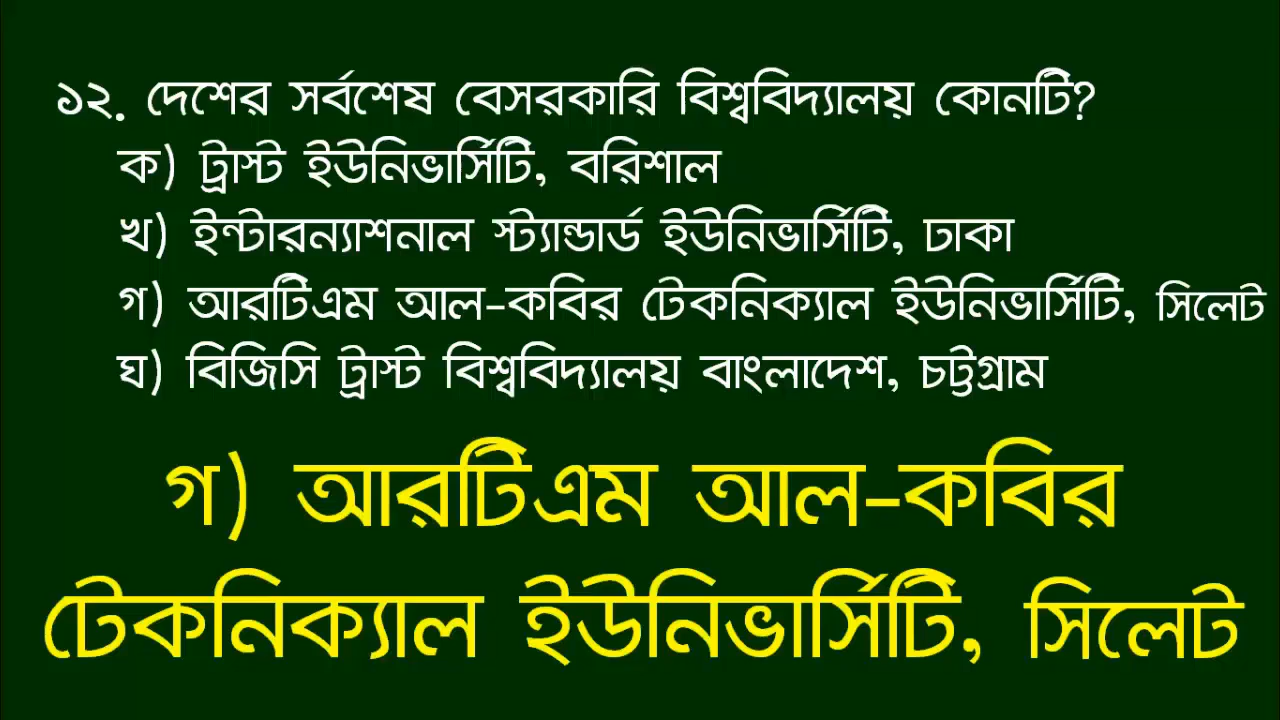 ১২. দেশের সর্বশেষ বেসরকারি বিশ্ববিদ্যালয় কোনটি?
ক) ট্রাস্ট ইউনিভার্সিটি, বরিশাল
খ) ইন্টারন্যাশনাল স্ট্যান্ডার্ড ইউনিভার্সিটি, ঢাকা
গ) আরটিএম আল-কবির টেকনিক্যাল ইউনিভার্সিটি, সিলেট
ঘ) বিজিসি ট্রাস্ট বিশ্ববিদ্যালয় বাংলাদেশ, চট্টগ্রাম
গ) আরটিএম আল-কবির
টেকনিক্যাল ইউনিভার্সিটি, সিলেট